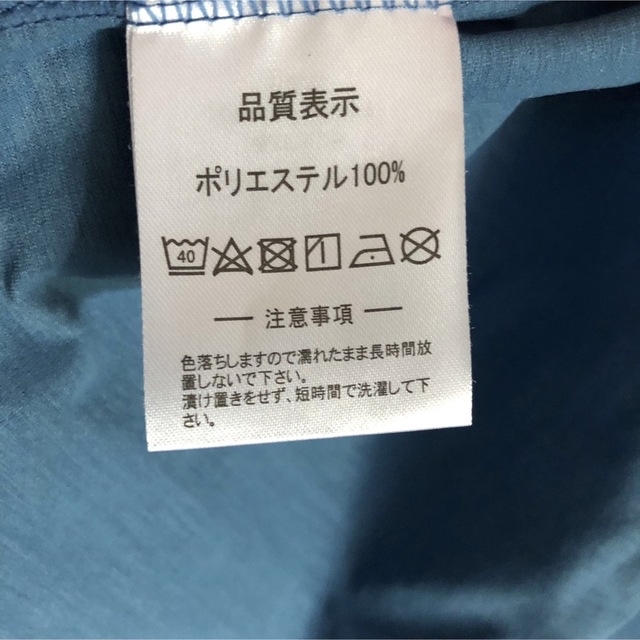 品質表示
ポリエステル100%
40
— 注意事項 —
色落ちしますので濡れたまま長時間放
置しないで下さい。
漬け置きをせず、短時間で洗濯して下
さい。